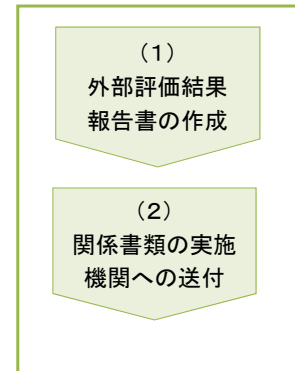 （１）
外部評価結果
報告書の作成
（２）
関係書類の実施
機関への送付